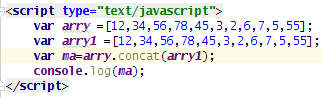 <script type="text/javascript">
var arry =[12,34,56,78,45,3,2,6,7,5,55];
var arry1 =[12,34,56,78,45,3,2,6,7,5,55];
var ma=arry.concat(arry1);
console.log(ma);
</script>